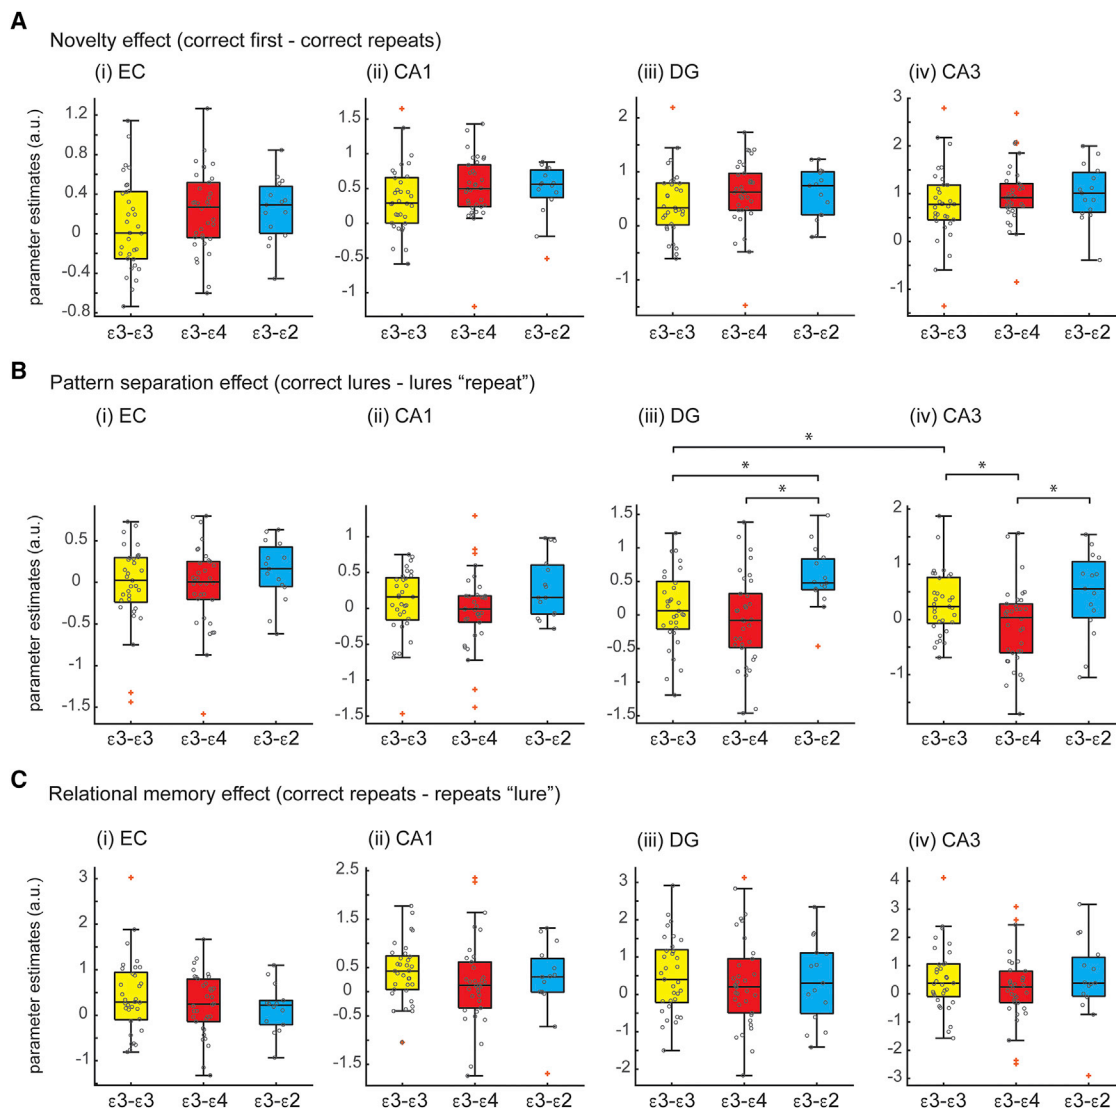 A
Novelty effect (correct first - correct repeats)
(i) EC
(ii) CA1
(iii) DG
(iv) CA3
parameter estimates (a.u.)
1.2
0.8
0.4
0
-0.4
-0.8
1.5
1
0.5
0
-0.5
-1
2
1
0
-1
3
2
1
0
-1
ε3-ε3 ε3-ε4 ε3-ε2
ε3-ε3 ε3-ε4 ε3-ε2
ε3-ε3 ε3-ε4 ε3-ε2
ε3-ε3 ε3-ε4 ε3-ε2
B
Pattern separation effect (correct lures - lures “repeat”)
(i) EC
(ii) CA1
(iii) DG
(iv) CA3
*
*
*
*
*
parameter estimates (a.u.)
0.5
0
-0.5
-1
-1.5
1
0.5
0
-0.5
-1
-1.5
1.5
1
0.5
0
-0.5
-1
-1.5
2
1
0
-1
ε3-ε3 ε3-ε4 ε3-ε2
ε3-ε3 ε3-ε4 ε3-ε2
ε3-ε3 ε3-ε4 ε3-ε2
ε3-ε3 ε3-ε4 ε3-ε2
C
Relational memory effect (correct repeats - repeats “lure”)
(i) EC
(ii) CA1
(iii) DG
(iv) CA3
parameter estimates (a.u.)
3
2
1
0
-1
2.5
1.5
0.5
-0.5
-1.5
3
2
1
0
-1
-2
4
3
2
1
0
-1
-2
-3
ε3-ε3 ε3-ε4 ε3-ε2
ε3-ε3 ε3-ε4 ε3-ε2
ε3-ε3 ε3-ε4 ε3-ε2
ε3-ε3 ε3-ε4 ε3-ε2